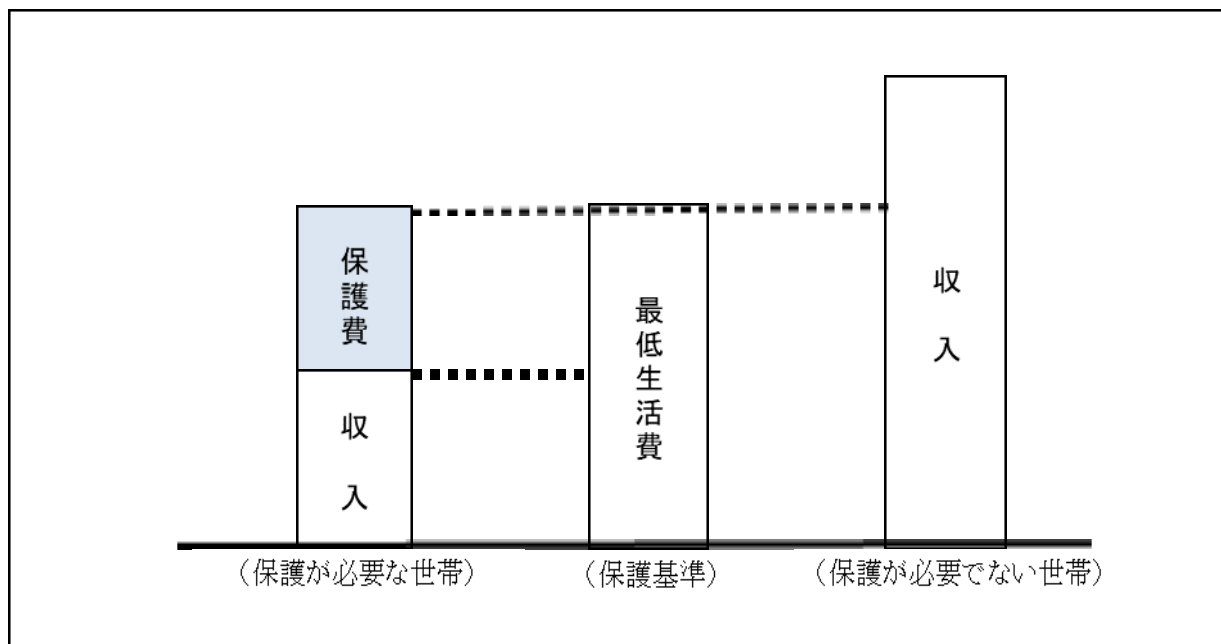 保護費
収入
最低生活費
収入
（保護が必要な世帯）
（保護基準）
（保護が必要でない世帯）